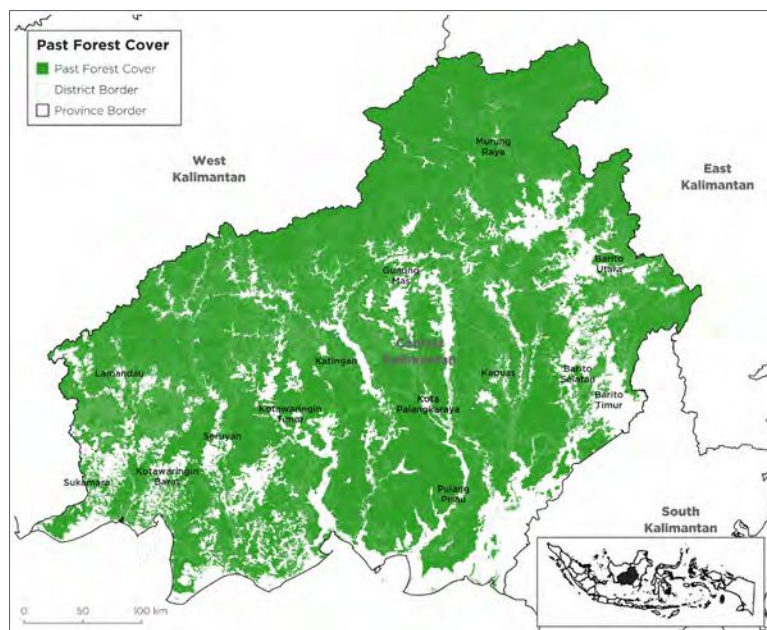 Past Forest Cover
Past Forest Cover
District Border
Province Border
Murung
Raya
West
Kalimantan
East
Kalimantan
Barito
Utara
Gunung
Mas
Central
Kalimantan
Lamandau
Katingan
Kapuas
Barito
Selatan
Barito
Timur
Kotawaringin
Timur
Kota
Palangkaraya
Seruyan
Sukamara
Kotawaringin
Barat
Pulang
Pisau
South
Kalimantan
0 50 100 km